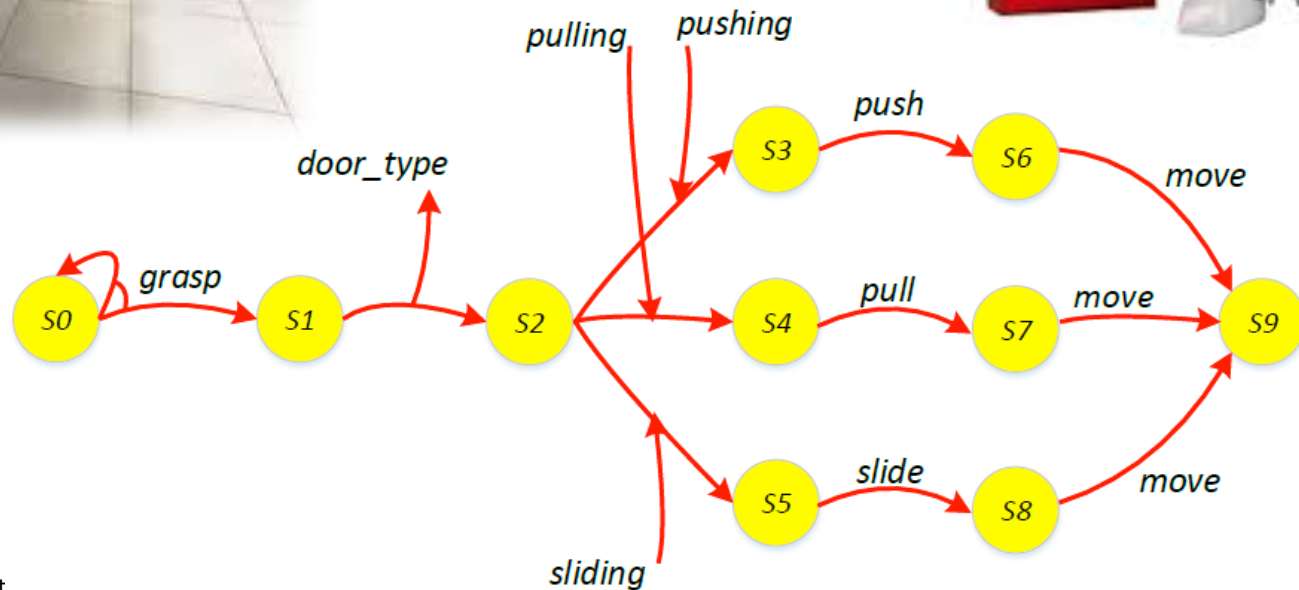 pulling
pushing
push
S3
S6
move
door_type
grasp
S0
S1
S2
pull
S4
S7
move
S9
slide
S5
S8
move
sliding
t